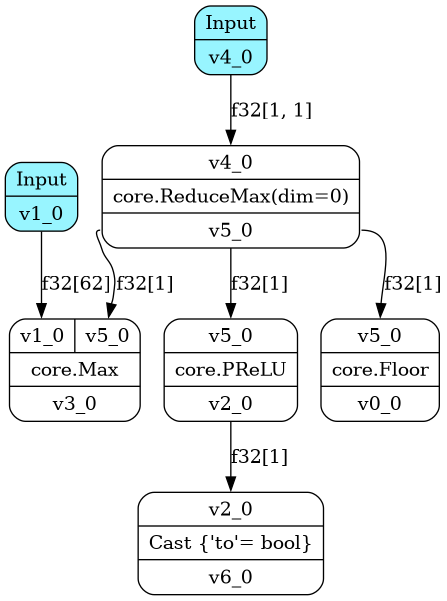 Input
v4_0
f32[1, 1]
Input
v1_0
v4_0
core.ReduceMax(dim=0)
v5_0
f32[62]
f32[1]
f32[1]
f32[1]
v1_0 v5_0
core.Max
v3_0
v5_0
core.PReLU
v2_0
v5_0
core.Floor
v0_0
f32[1]
v2_0
Cast {'to'= bool}
v6_0